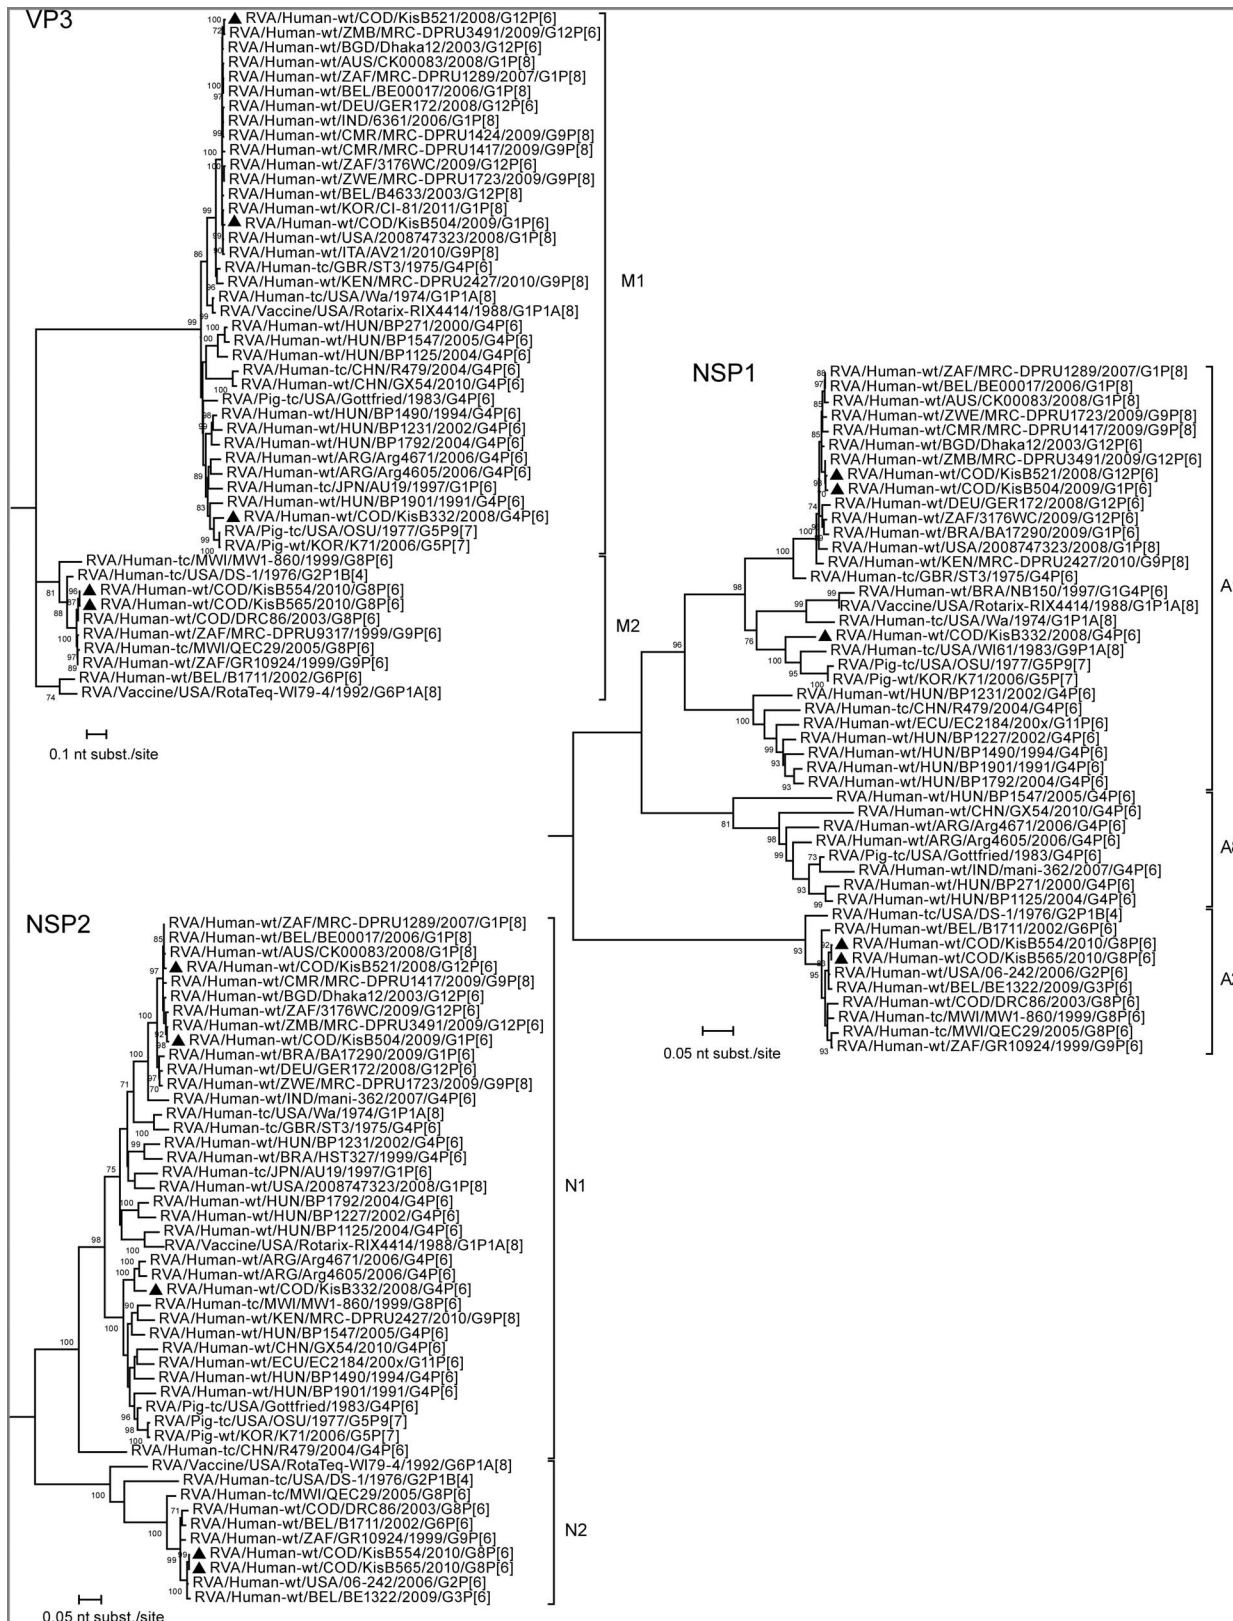 VP3
RVA/Human-wt/COD/KisB521/2008/G12P[6]
RVA/Human-wt/ZMB/MRC-DPRU3491/2009/G12P[6]
RVA/Human-wt/BGD/Dhaka12/2003/G12P[6]
RVA/Human-wt/AUS/CK00083/2008/G1P[8]
RVA/Human-wt/ZAF/MRC-DPRU1289/2007/G1P[8]
RVA/Human-wt/BEL/BE00017/2006/G1P[8]
RVA/Human-wt/DEU/GER172/2008/G12P[6]
RVA/Human-wt/IND/6361/2006/G1P[8]
RVA/Human-wt/CMR/MRC-DPRU1424/2009/G9P[8]
RVA/Human-wt/CMR/MRC-DPRU1417/2009/G9P[8]
RVA/Human-wt/ZAF/3176WC/2009/G12P[6]
RVA/Human-wt/ZWE/MRC-DPRU1723/2009/G9P[8]
RVA/Human-wt/BEL/B4633/2003/G12P[8]
RVA/Human-wt/KOR/CI-81/2011/G1P[8]
RVA/Human-wt/COD/KisB504/2009/G1P[6]
RVA/Human-wt/USA/2008747323/2008/G1P[8]
RVA/Human-wt/ITA/AV21/2010/G9P[8]
RVA/Human-tc/GBR/ST3/1975/G4P[6]
RVA/Human-wt/KEN/MRC-DPRU2427/2010/G9P[8]
RVA/Human-tc/USA/Wa/1974/G1P1A[8]
RVA/Vaccine/USA/Rotarix-RIX4414/1988/G1P1A[8]
RVA/Human-wt/HUN/BP271/2000/G4P[6]
RVA/Human-wt/HUN/BP1547/2005/G4P[6]
RVA/Human-wt/HUN/BP1125/2004/G4P[6]
RVA/Human-tc/CHN/R479/2004/G4P[6]
RVA/Human-wt/CHN/GX54/2010/G4P[6]
RVA/Pig-tc/USA/Gottfried/1983/G4P[6]
RVA/Human-wt/HUN/BP1490/1994/G4P[6]
RVA/Human-wt/HUN/BP1231/2002/G4P[6]
RVA/Human-wt/HUN/BP1792/2004/G4P[6]
RVA/Human-wt/ARG/Arg4671/2006/G4P[6]
RVA/Human-wt/ARG/Arg4605/2006/G4P[6]
RVA/Human-tc/JPN/AU19/1997/G1P[6]
RVA/Human-wt/HUN/BP1901/1991/G4P[6]
RVA/Human-wt/COD/KisB332/2008/G4P[6]
RVA/Pig-tc/USA/OSU/1977/G5P9[7]
RVA/Pig-wt/KOR/K71/2006/G5P[7]
M1
RVA/Human-tc/MWI/MW1-860/1999/G8P[6]
RVA/Human-tc/USA/DS-1/1976/G2P1B[4]
RVA/Human-wt/COD/KisB554/2010/G8P[6]
RVA/Human-wt/COD/KisB565/2010/G8P[6]
RVA/Human-wt/COD/DRC86/2003/G8P[6]
RVA/Human-wt/ZAF/MRC-DPRU9317/1999/G9P[6]
RVA/Human-tc/MWI/QEC29/2005/G8P[6]
RVA/Human-wt/ZAF/GR10924/1999/G9P[6]
RVA/Human-wt/BEL/B1711/2002/G6P[6]
RVA/Vaccine/USA/RotaTeq-WI79-4/1992/G6P1A[8]
M2
0.1 nt subst./site
NSP1
RVA/Human-wt/ZAF/MRC-DPRU1289/2007/G1P[8]
RVA/Human-wt/BEL/BE00017/2006/G1P[8]
RVA/Human-wt/AUS/CK00083/2008/G1P[8]
RVA/Human-wt/ZWE/MRC-DPRU1723/2009/G9P[8]
RVA/Human-wt/CMR/MRC-DPRU1417/2009/G9P[8]
RVA/Human-wt/BGD/Dhaka12/2003/G12P[6]
RVA/Human-wt/ZMB/MRC-DPRU3491/2009/G12P[6]
RVA/Human-wt/COD/KisB521/2008/G12P[6]
RVA/Human-wt/COD/KisB504/2009/G1P[6]
RVA/Human-wt/DEU/GER172/2008/G12P[6]
RVA/Human-wt/ZAF/3176WC/2009/G12P[6]
RVA/Human-wt/BRA/BA17290/2009/G1P[6]
RVA/Human-wt/USA/2008747323/2008/G1P[8]
RVA/Human-wt/KEN/MRC-DPRU2427/2010/G9P[8]
RVA/Human-tc/GBR/ST3/1975/G4P[6]
RVA/Human-wt/BRA/NB150/1997/G1G4P[6]
RVA/Vaccine/USA/Rotarix-RIX4414/1988/G1P1A[8]
RVA/Human-tc/USA/Wa/1974/G1P1A[8]
RVA/Human-wt/COD/KisB332/2008/G4P[6]
RVA/Human-tc/USA/WI61/1983/G9P1A[8]
RVA/Pig-tc/USA/OSU/1977/G5P9[7]
RVA/Pig-wt/KOR/K71/2006/G5P[7]
RVA/Human-wt/HUN/BP1231/2002/G4P[6]
RVA/Human-tc/CHN/R479/2004/G4P[6]
RVA/Human-wt/ECU/EC2184/200x/G11P[6]
RVA/Human-wt/HUN/BP1227/2002/G4P[6]
RVA/Human-wt/HUN/BP1490/1994/G4P[6]
RVA/Human-wt/HUN/BP1901/1991/G4P[6]
RVA/Human-wt/HUN/BP1792/2004/G4P[6]
RVA/Human-wt/HUN/BP1547/2005/G4P[6]
RVA/Human-wt/CHN/GX54/2010/G4P[6]
RVA/Human-wt/ARG/Arg4671/2006/G4P[6]
RVA/Human-wt/ARG/Arg4605/2006/G4P[6]
RVA/Pig-tc/USA/Gottfried/1983/G4P[6]
RVA/Human-wt/IND/mani-362/2007/G4P[6]
RVA/Human-wt/HUN/BP271/2000/G4P[6]
RVA/Human-wt/HUN/BP1125/2004/G4P[6]
RVA/Human-tc/USA/DS-1/1976/G2P1B[4]
RVA/Human-wt/BEL/B1711/2002/G6P[6]
RVA/Human-wt/COD/KisB554/2010/G8P[6]
RVA/Human-wt/COD/KisB565/2010/G8P[6]
RVA/Human-wt/USA/06-242/2006/G2P[6]
RVA/Human-wt/BEL/BE1322/2009/G3P[6]
RVA/Human-wt/COD/DRC86/2003/G8P[6]
RVA/Human-tc/MWI/MW1-860/1999/G8P[6]
RVA/Human-tc/MWI/QEC29/2005/G8P[6]
RVA/Human-wt/ZAF/GR10924/1999/G9P[6]
0.05 nt subst./site
NSP2
RVA/Human-wt/ZAF/MRC-DPRU1289/2007/G1P[8]
RVA/Human-wt/BEL/BE00017/2006/G1P[8]
RVA/Human-wt/AUS/CK00083/2008/G1P[8]
RVA/Human-wt/COD/KisB521/2008/G12P[6]
RVA/Human-wt/CMR/MRC-DPRU1417/2009/G9P[8]
RVA/Human-wt/BGD/Dhaka12/2003/G12P[6]
RVA/Human-wt/ZAF/3176WC/2009/G12P[6]
RVA/Human-wt/ZMB/MRC-DPRU3491/2009/G12P[6]
RVA/Human-wt/COD/KisB504/2009/G1P[6]
RVA/Human-wt/BRA/BA17290/2009/G1P[6]
RVA/Human-wt/DEU/GER172/2008/G12P[6]
RVA/Human-wt/ZWE/MRC-DPRU1723/2009/G9P[8]
RVA/Human-wt/IND/mani-362/2007/G4P[6]
RVA/Human-tc/USA/Wa/1974/G1P1A[8]
RVA/Human-tc/GBR/ST3/1975/G4P[6]
RVA/Human-wt/HUN/BP1231/2002/G4P[6]
RVA/Human-wt/BRA/HST327/1999/G4P[6]
RVA/Human-tc/JPN/AU19/1997/G1P[6]
RVA/Human-wt/USA/2008747323/2008/G1P[8]
RVA/Human-wt/HUN/BP1792/2004/G4P[6]
RVA/Human-wt/HUN/BP1227/2002/G4P[6]
RVA/Human-wt/HUN/BP1125/2004/G4P[6]
RVA/Vaccine/USA/Rotarix-RIX4414/1988/G1P1A[8]
RVA/Human-wt/ARG/Arg4671/2006/G4P[6]
RVA/Human-wt/ARG/Arg4605/2006/G4P[6]
RVA/Human-wt/COD/KisB332/2008/G4P[6]
RVA/Human-tc/MWI/MW1-860/1999/G8P[6]
RVA/Human-wt/KEN/MRC-DPRU2427/2010/G9P[8]
RVA/Human-wt/HUN/BP1547/2005/G4P[6]
RVA/Human-wt/CHN/GX54/2010/G4P[6]
RVA/Human-wt/ECU/EC2184/200x/G11P[6]
RVA/Human-wt/HUN/BP1490/1994/G4P[6]
RVA/Human-wt/HUN/BP1901/1991/G4P[6]
RVA/Pig-tc/USA/Gottfried/1983/G4P[6]
RVA/Pig-tc/USA/OSU/1977/G5P9[7]
RVA/Pig-wt/KOR/K71/2006/G5P[7]
RVA/Human-tc/CHN/R479/2004/G4P[6]
N1
RVA/Vaccine/USA/RotaTeq-WI79-4/1992/G6P1A[8]
RVA/Human-tc/USA/DS-1/1976/G2P1B[4]
RVA/Human-tc/MWI/QEC29/2005/G8P[6]
RVA/Human-wt/COD/DRC86/2003/G8P[6]
RVA/Human-wt/BEL/B1711/2002/G6P[6]
RVA/Human-wt/ZAF/GR10924/1999/G9P[6]
RVA/Human-wt/COD/KisB554/2010/G8P[6]
RVA/Human-wt/COD/KisB565/2010/G8P[6]
RVA/Human-wt/USA/06-242/2006/G2P[6]
RVA/Human-wt/BEL/BE1322/2009/G3P[6]
N2
0.05 nt subst./site